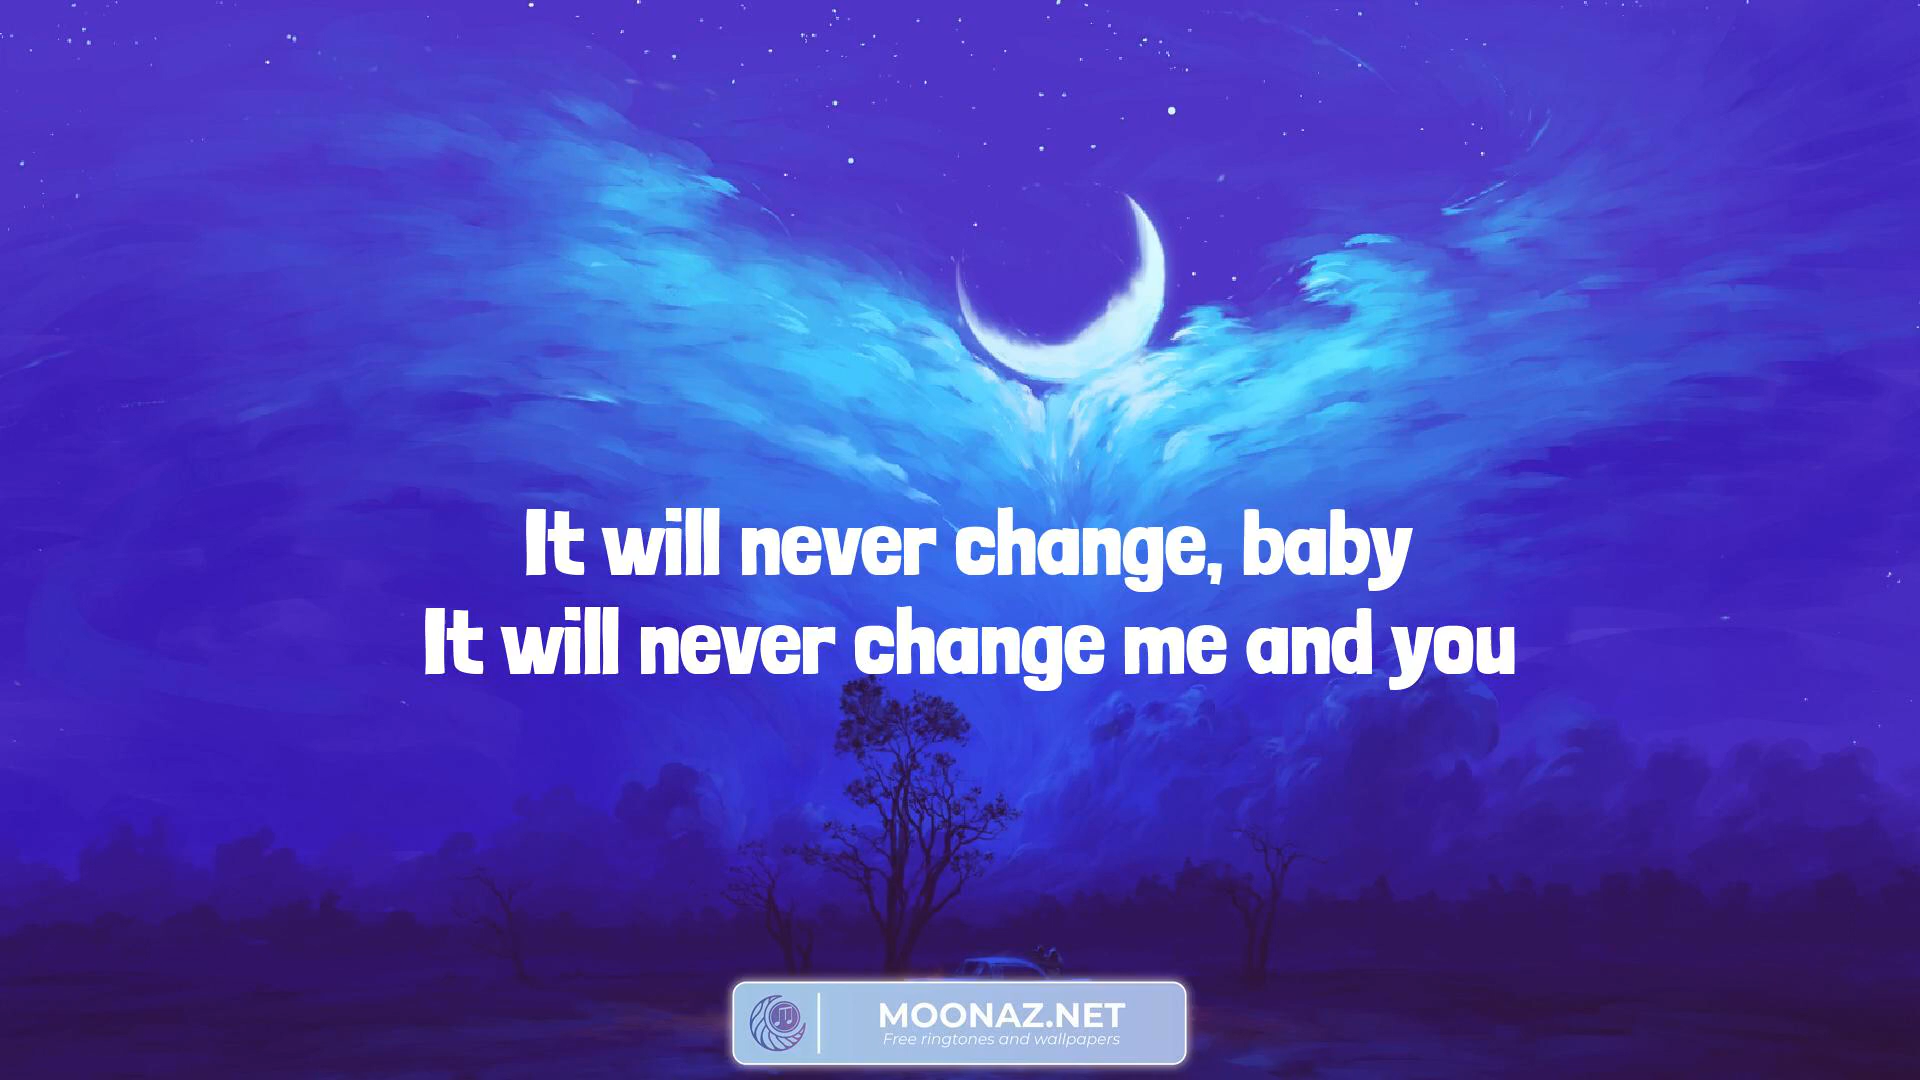 It will never change, baby
It will never change me and you
MOONAZ.NET
Free ringtones and wallpapers